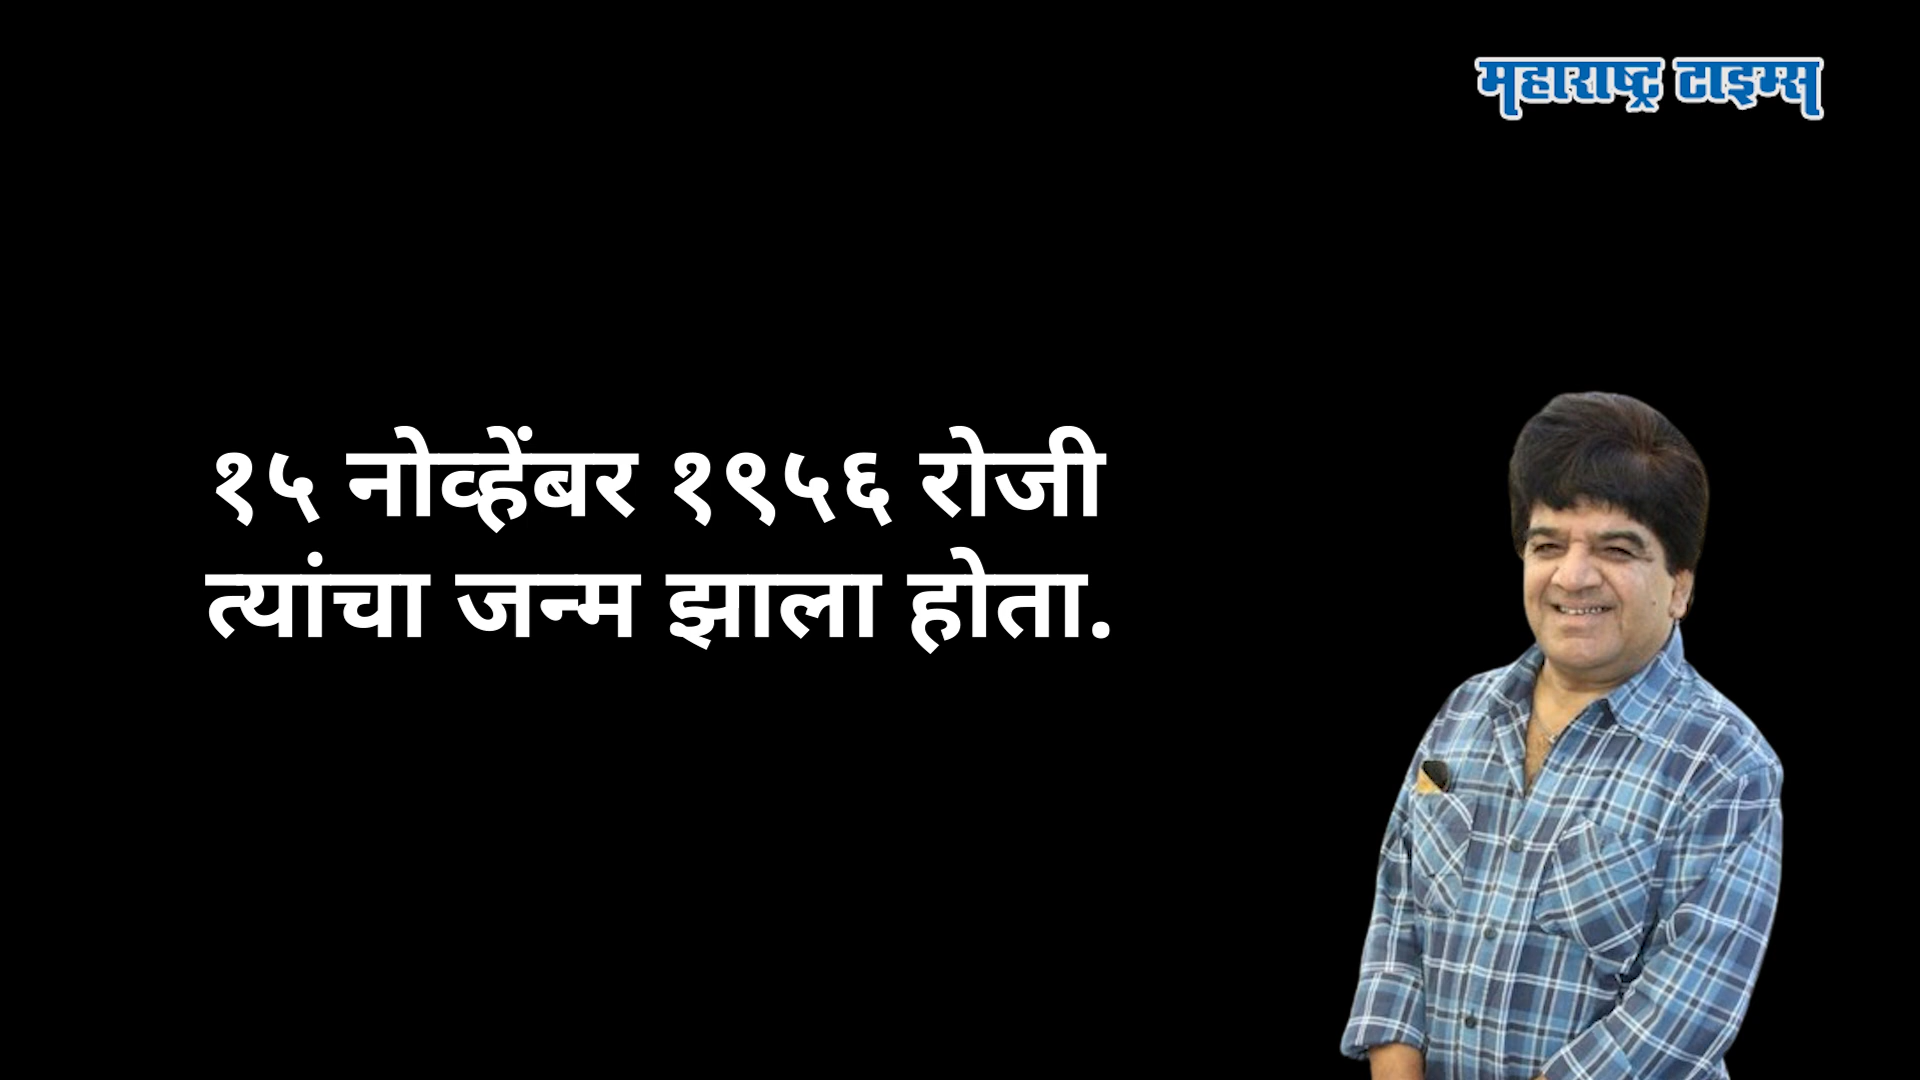 महाराष्ट्र टाइम्स
१५ नोव्हेंबर १९५६ रोजी
त्यांचा जन्म झाला होता.